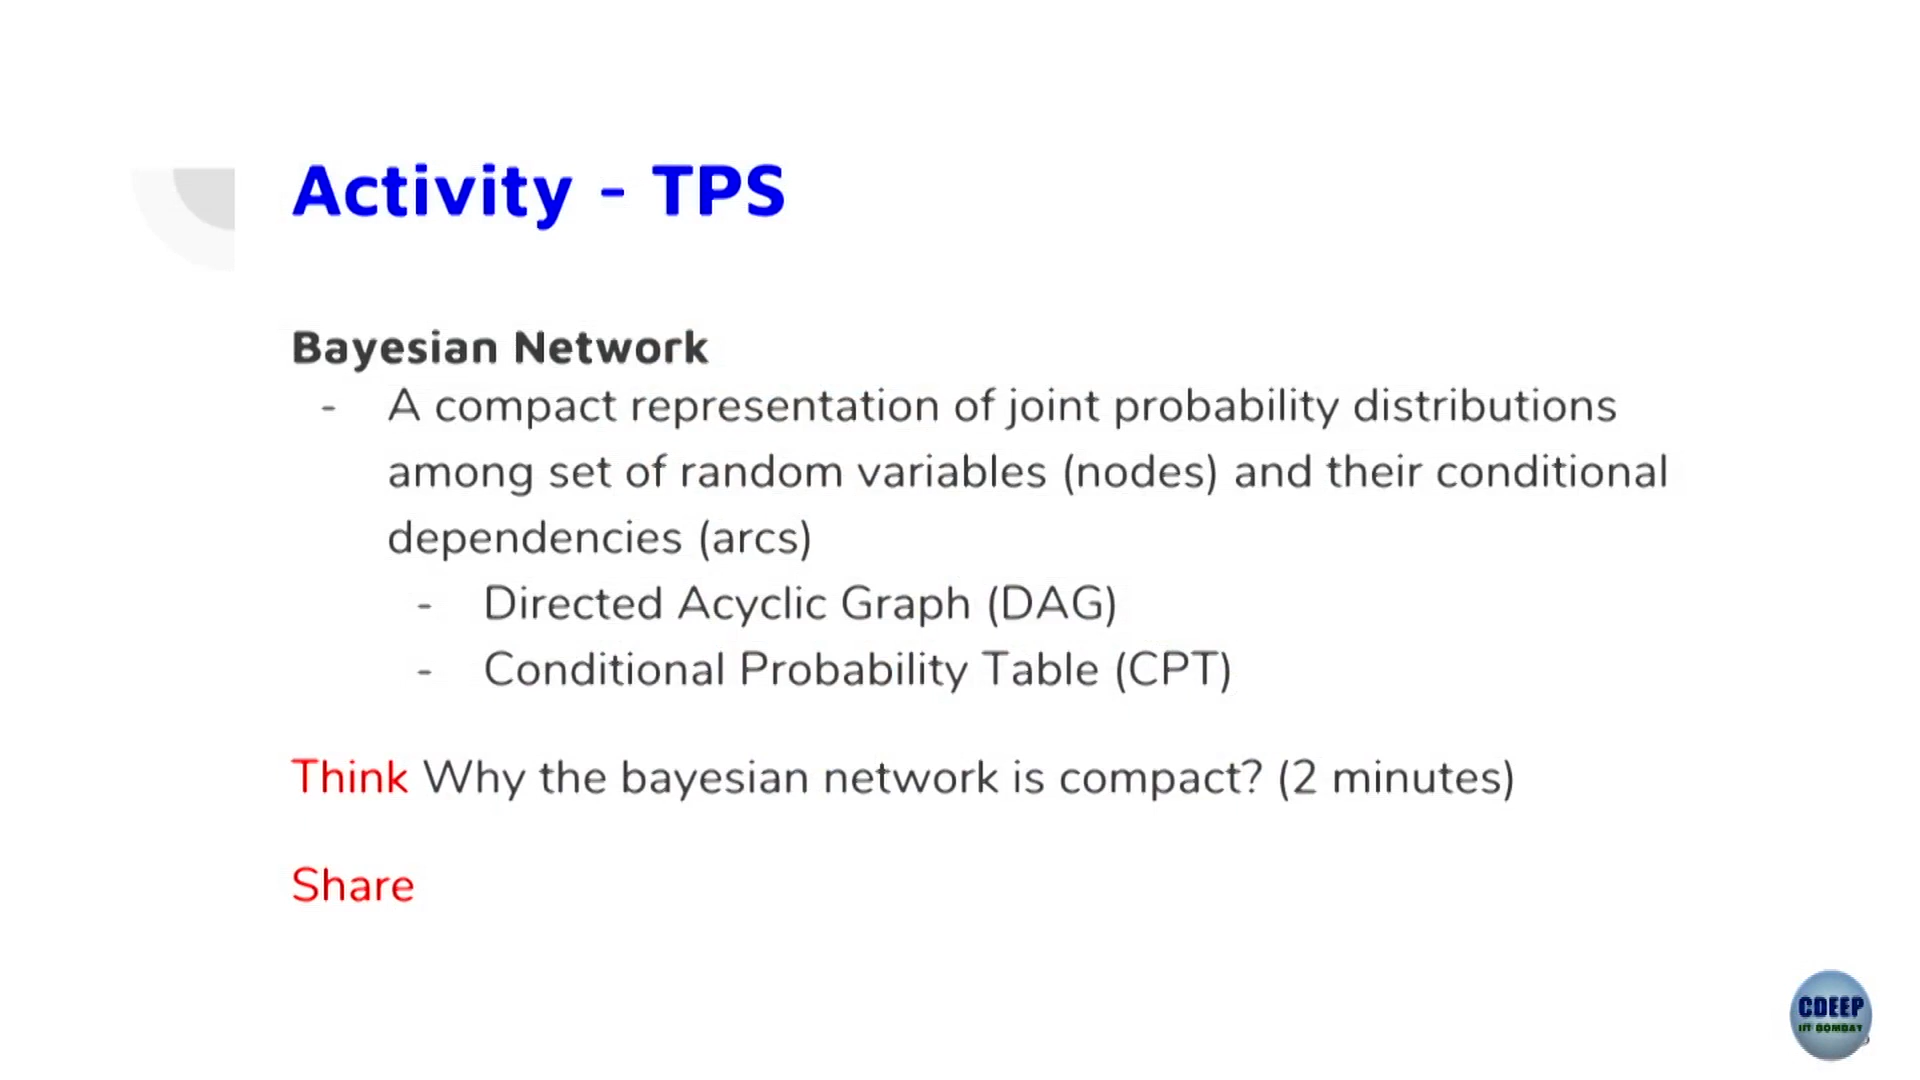 Activity - TPS
Bayesian Network
- A compact representation of joint probability distributions
among set of random variables (nodes) and their conditional
dependencies (arcs)
- Directed Acyclic Graph (DAG)
- Conditional Probability Table (CPT)
Think Why the bayesian network is compact? (2 minutes)
Share
CDEEP
IIT BOMBAY